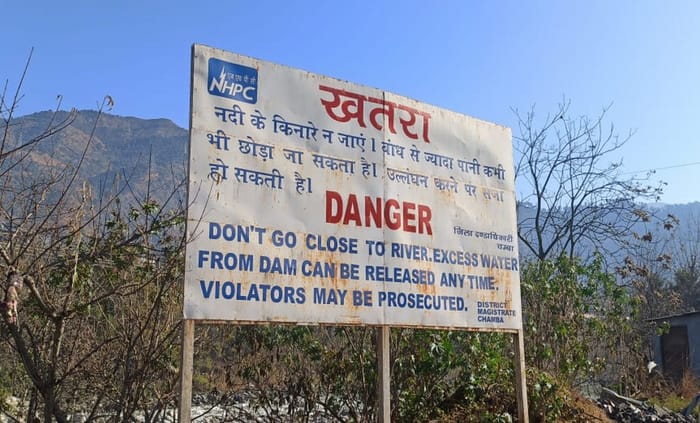 एन एच पी सी
NHPC
खतरा
नदी के किनारे न जाएं। बांध से ज्यादा पानी कभी
भी छोड़ा जा सकता है। उल्लंघन करने पर सजा
हो सकती है।
DANGER
जिला दण्डाधिकारी
चम्बा
DON'T GO CLOSE TO RIVER. EXCESS WATER
FROM DAM CAN BE RELEASED ANY TIME.
VIOLATORS MAY BE PROSECUTED.
DISTRICT
MAGISTRATE
CHAMBA